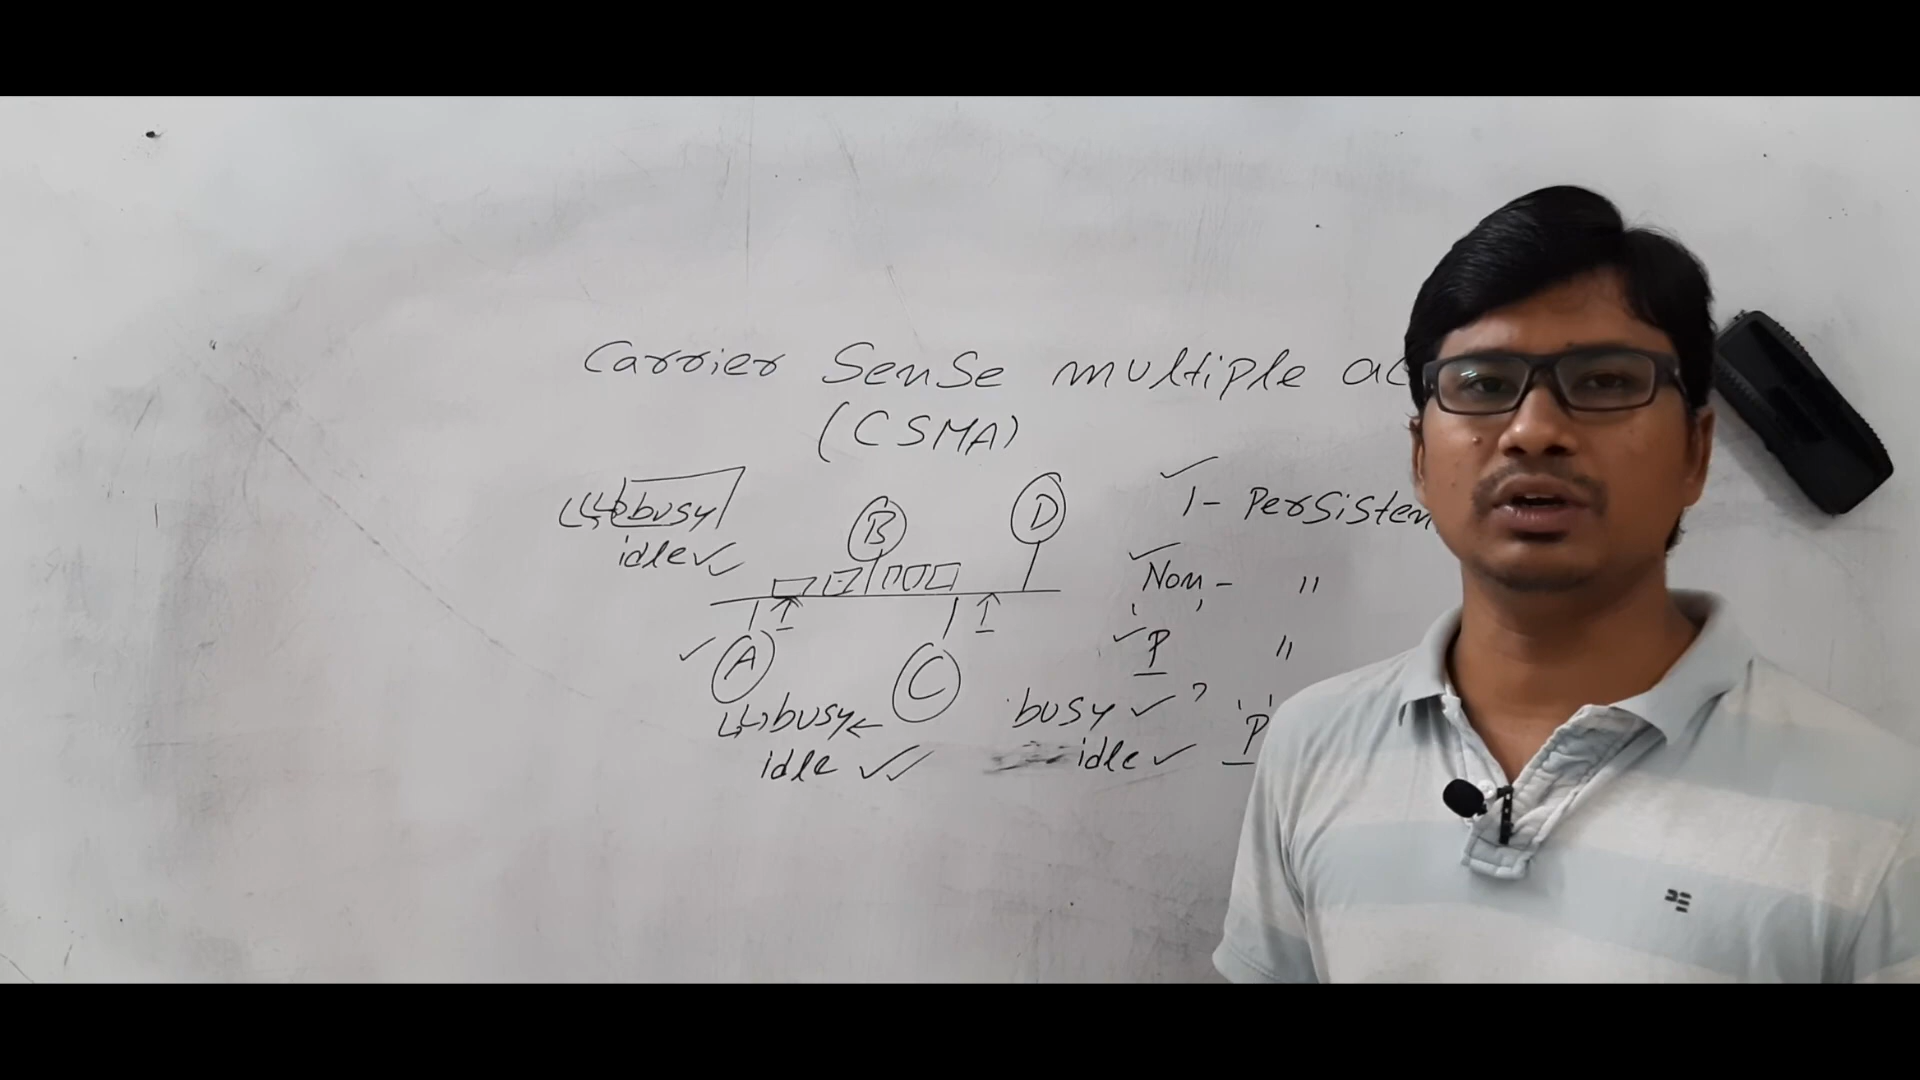 Carrier Sense multiple ac
(CSMA)
busy
idle
B
D
1- Persisten
Non- "
P "
A
C
busy
idle
busy ?
idle
P